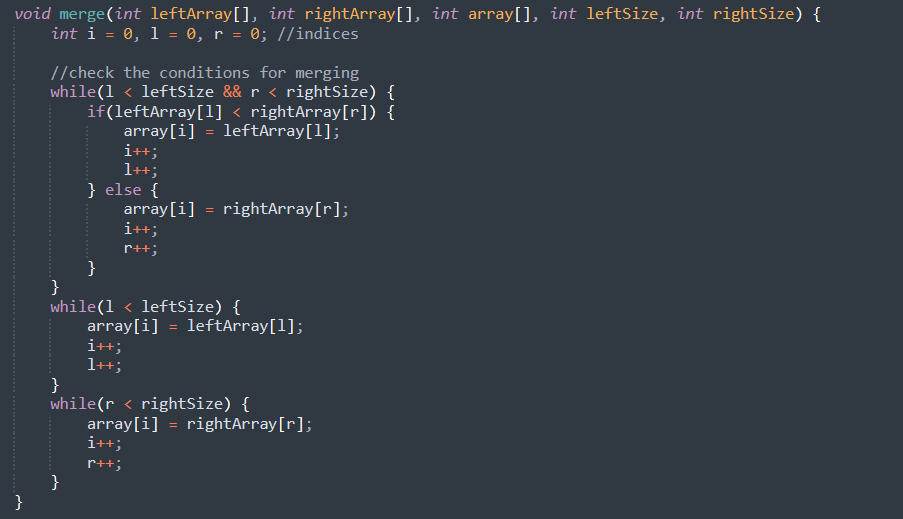 void merge(int leftArray[], int rightArray[], int array[], int leftSize, int rightSize) {
    int i = 0, l = 0, r = 0; //indices

    //check the conditions for merging
    while(l < leftSize && r < rightSize) {
        if(leftArray[l] < rightArray[r]) {
            array[i] = leftArray[l];
            i++;
            l++;
        } else {
            array[i] = rightArray[r];
            i++;
            r++;
        }
    }
    while(l < leftSize) {
        array[i] = leftArray[l];
        i++;
        l++;
    }
    while(r < rightSize) {
        array[i] = rightArray[r];
        i++;
        r++;
    }
}